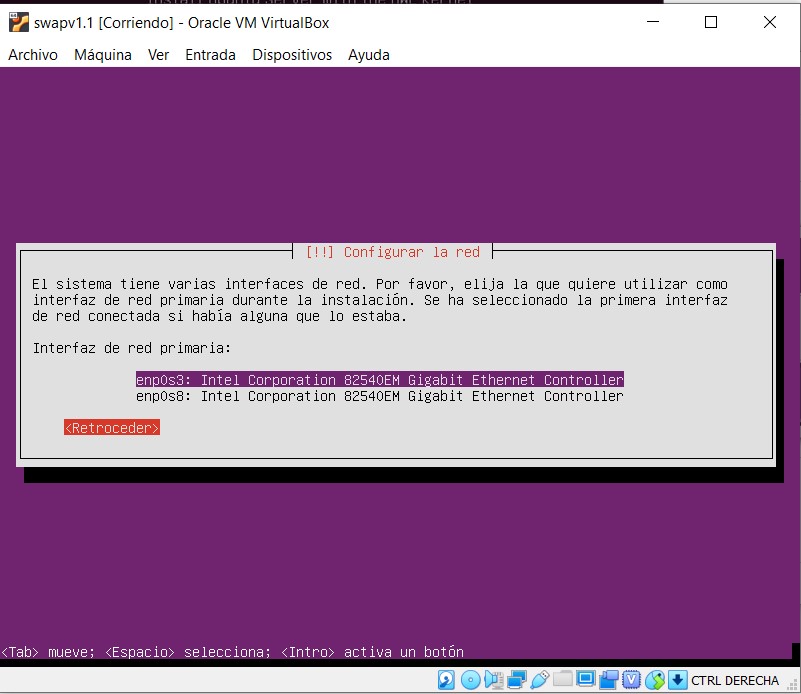 swapv1.1 [Corriendo] - Oracle VM VirtualBox
Archivo Máquina Ver Entrada Dispositivos Ayuda
[!!] Configurar la red
El sistema tiene varias interfaces de red. Por favor, elija la que quiere utilizar como
interfaz de red primaria durante la instalación. Se ha seleccionado la primera interfaz
de red conectada si había alguna que lo estaba.
Interfaz de red primaria:
enp0s3: Intel Corporation 82540EM Gigabit Ethernet Controller
enp0s8: Intel Corporation 82540EM Gigabit Ethernet Controller
<Retroceder>
<Tab> mueve; <Espacio> selecciona; <Intro> activa un botón
CTRL DERECHA